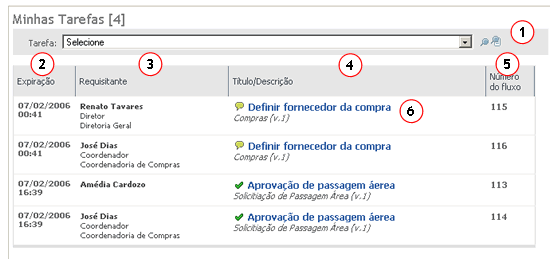 Minhas Tarefas [4]
1
Tarefa: Selecione
2 3 4 5
Expiração Requisitante Título/Descrição Número
do fluxo
07/02/2006 Renato Tavares Definir fornecedor da compra 6 115
00:41 Diretor Compras (v.1)
Diretoria Geral
07/02/2006 José Dias Definir fornecedor da compra 116
00:41 Coordenador Compras (v.1)
Coordenadoria de Compras
07/02/2006 Amédia Cardozo Aprovação de passagem áerea 113
16:39 Solicitação de Passagem Área (v.1)
07/02/2006 José Dias Aprovação de passagem áerea 114
16:39 Coordenador Solicitação de Passagem Área (v.1)
Coordenadoria de Compras